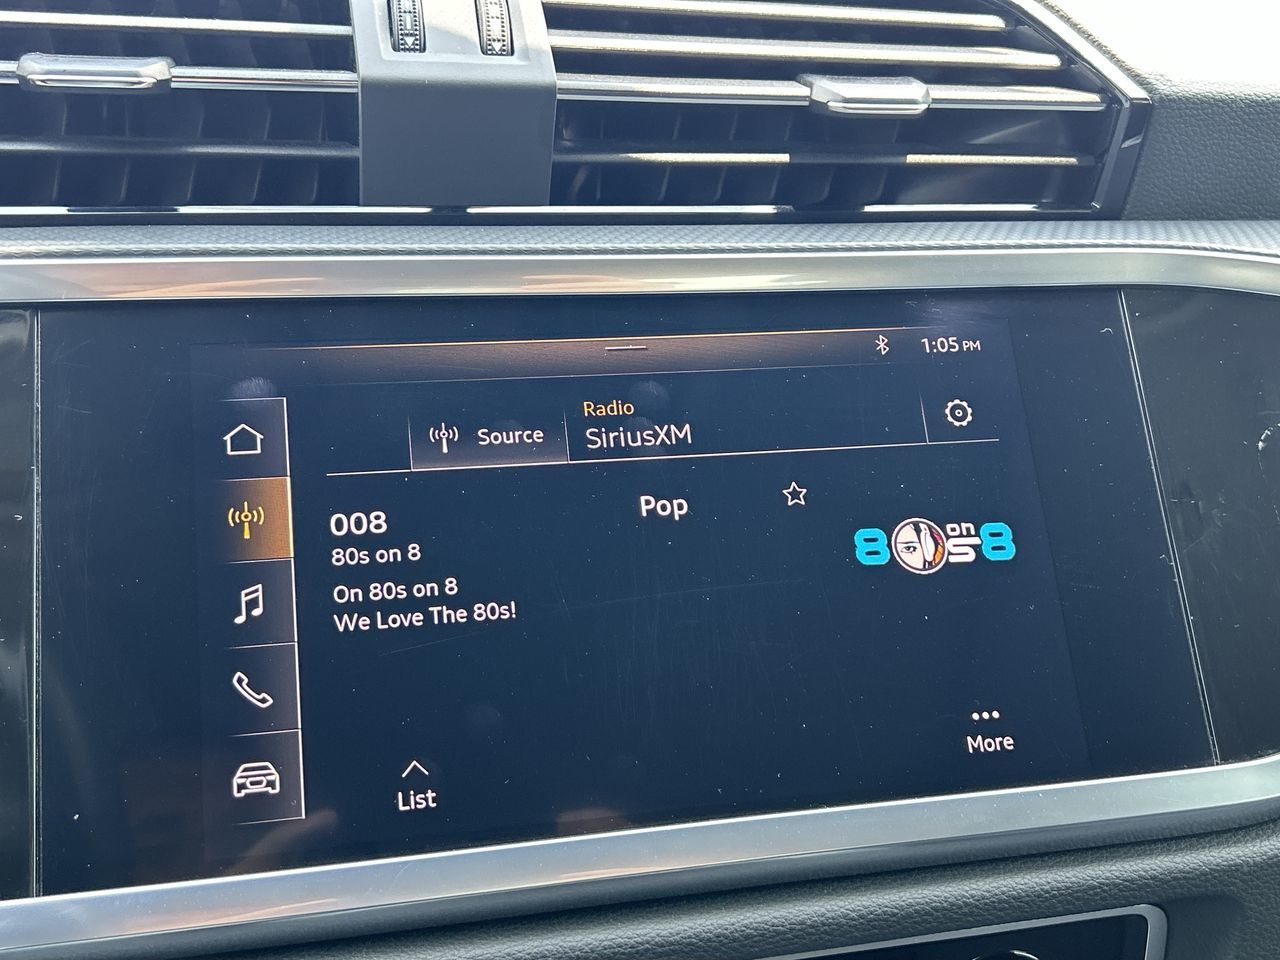 1:05 PM
Source
Radio
SiriusXM
008
Pop
80s on 8
On 80s on 8
We Love The 80s!
8 on
S 8
List
More